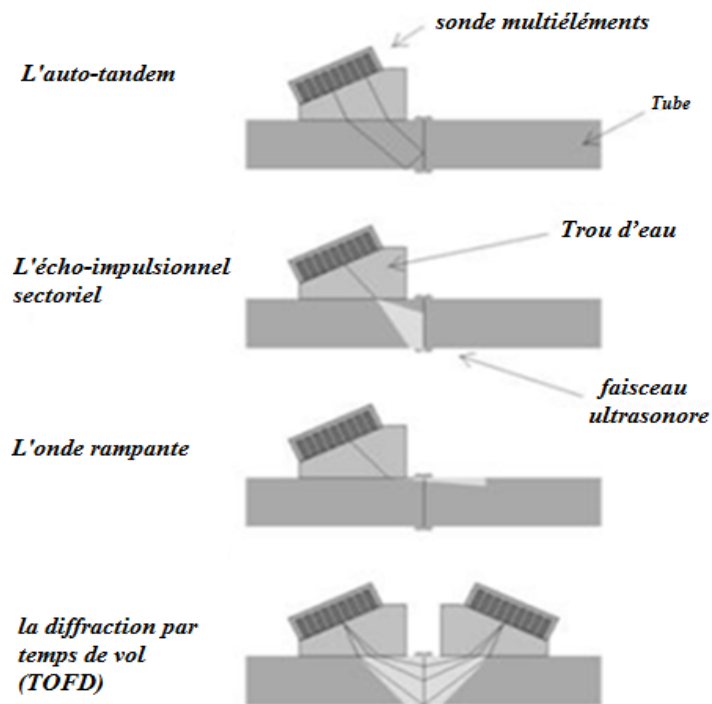 sonde multiéléments
L'auto-tandem
Tube
Trou d'eau
L'écho-impulsionnel
sectoriel
faisceau
ultrasonore
L'onde rampante
la diffraction par
temps de vol
(TOFD)